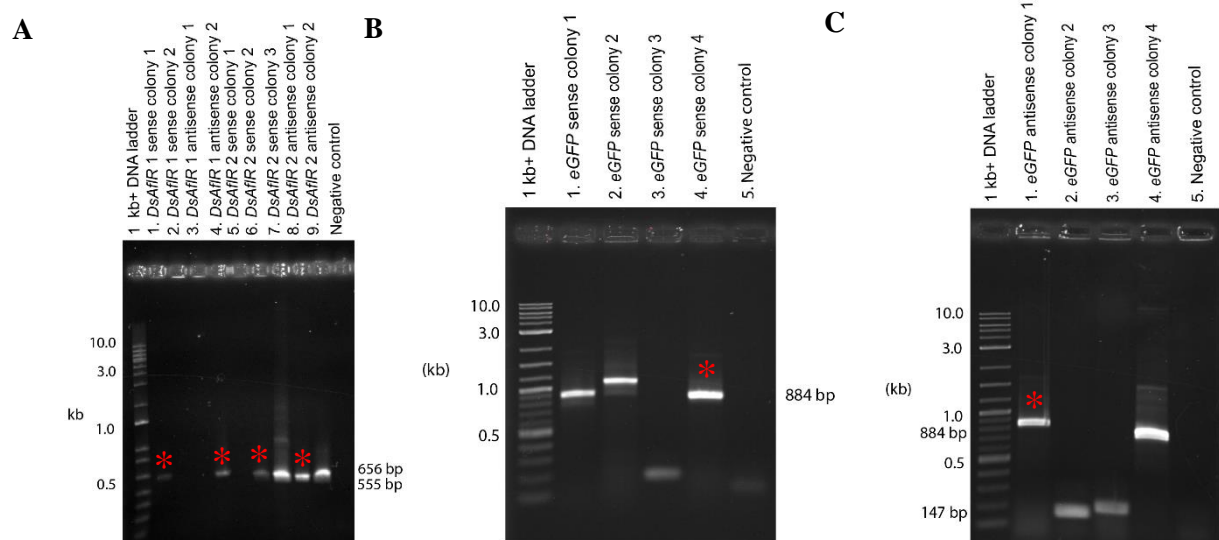 A
1 kb+ DNA ladder
1. DsAflR 1 sense colony 1
2. DsAflR 1 sense colony 2
3. DsAflR 1 antisense colony 1
4. DsAflR 1 antisense colony 2
5. DsAflR 2 sense colony 1
6. DsAflR 2 sense colony 2
7. DsAflR 2 sense colony 3
8. DsAflR 2 antisense colony 1
9. DsAflR 2 antisense colony 2
Negative control
10.0
3.0
kb
1.0
0.5
* * * *
656 bp
555 bp
B
1 kb+ DNA ladder
1. eGFP sense colony 1
2. eGFP sense colony 2
3. eGFP sense colony 3
4. eGFP sense colony 4
5. Negative control
10.0
3.0
(kb)
1.0
0.5
*
884 bp
C
1 kb+ DNA ladder
1. eGFP antisense colony 1
2. eGFP antisense colony 2
3. eGFP antisense colony 3
4. eGFP antisense colony 4
5. Negative control
10.0
3.0
(kb)
1.0
884 bp
0.5
147 bp
*